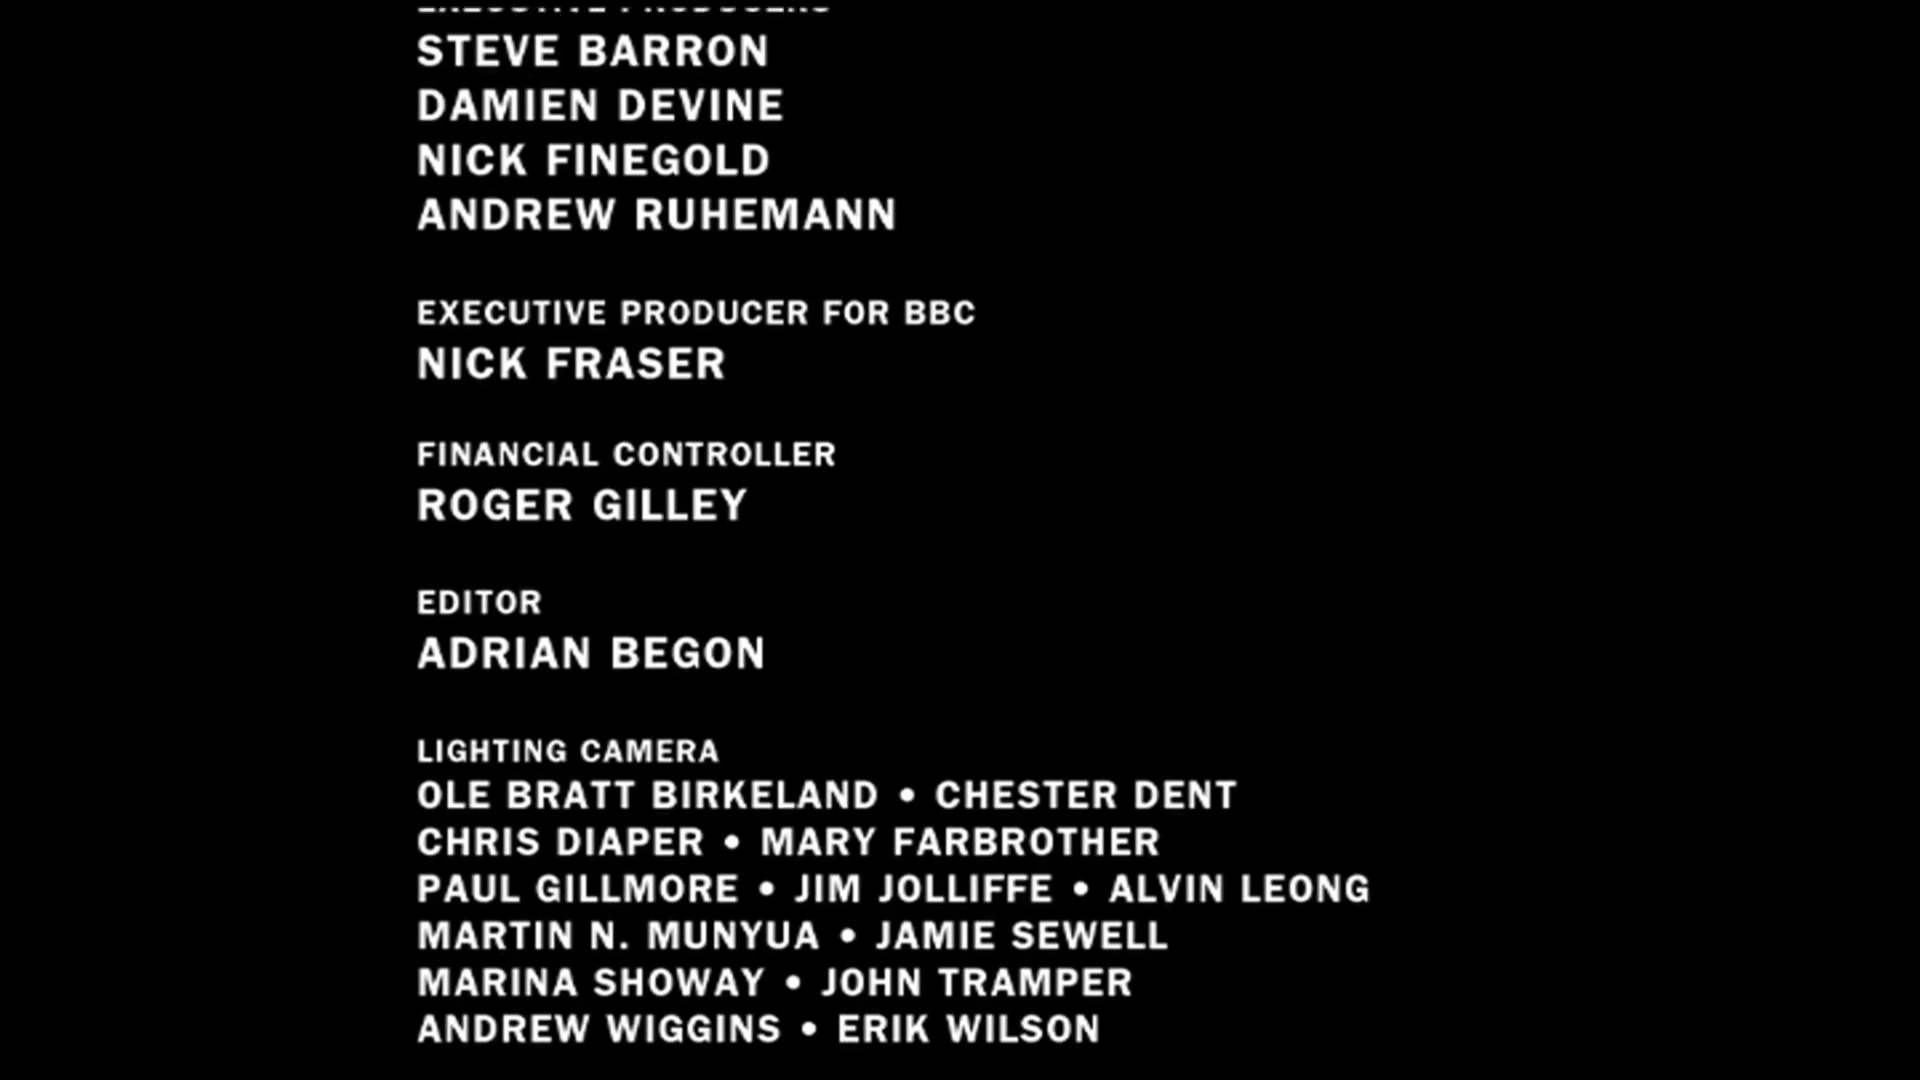 EXECUTIVE PRODUCERS
STEVE BARRON
DAMIEN DEVINE
NICK FINEGOLD
ANDREW RUHEMANN
EXECUTIVE PRODUCER FOR BBC
NICK FRASER
FINANCIAL CONTROLLER
ROGER GILLEY
EDITOR
ADRIAN BEGON
LIGHTING CAMERA
OLE BRATT BIRKELAND • CHESTER DENT
CHRIS DIAPER • MARY FARBROTHER
PAUL GILLMORE • JIM JOLLIFFE • ALVIN LEONG
MARTIN N. MUNYUA • JAMIE SEWELL
MARINA SHOWAY • JOHN TRAMPER
ANDREW WIGGINS • ERIK WILSON